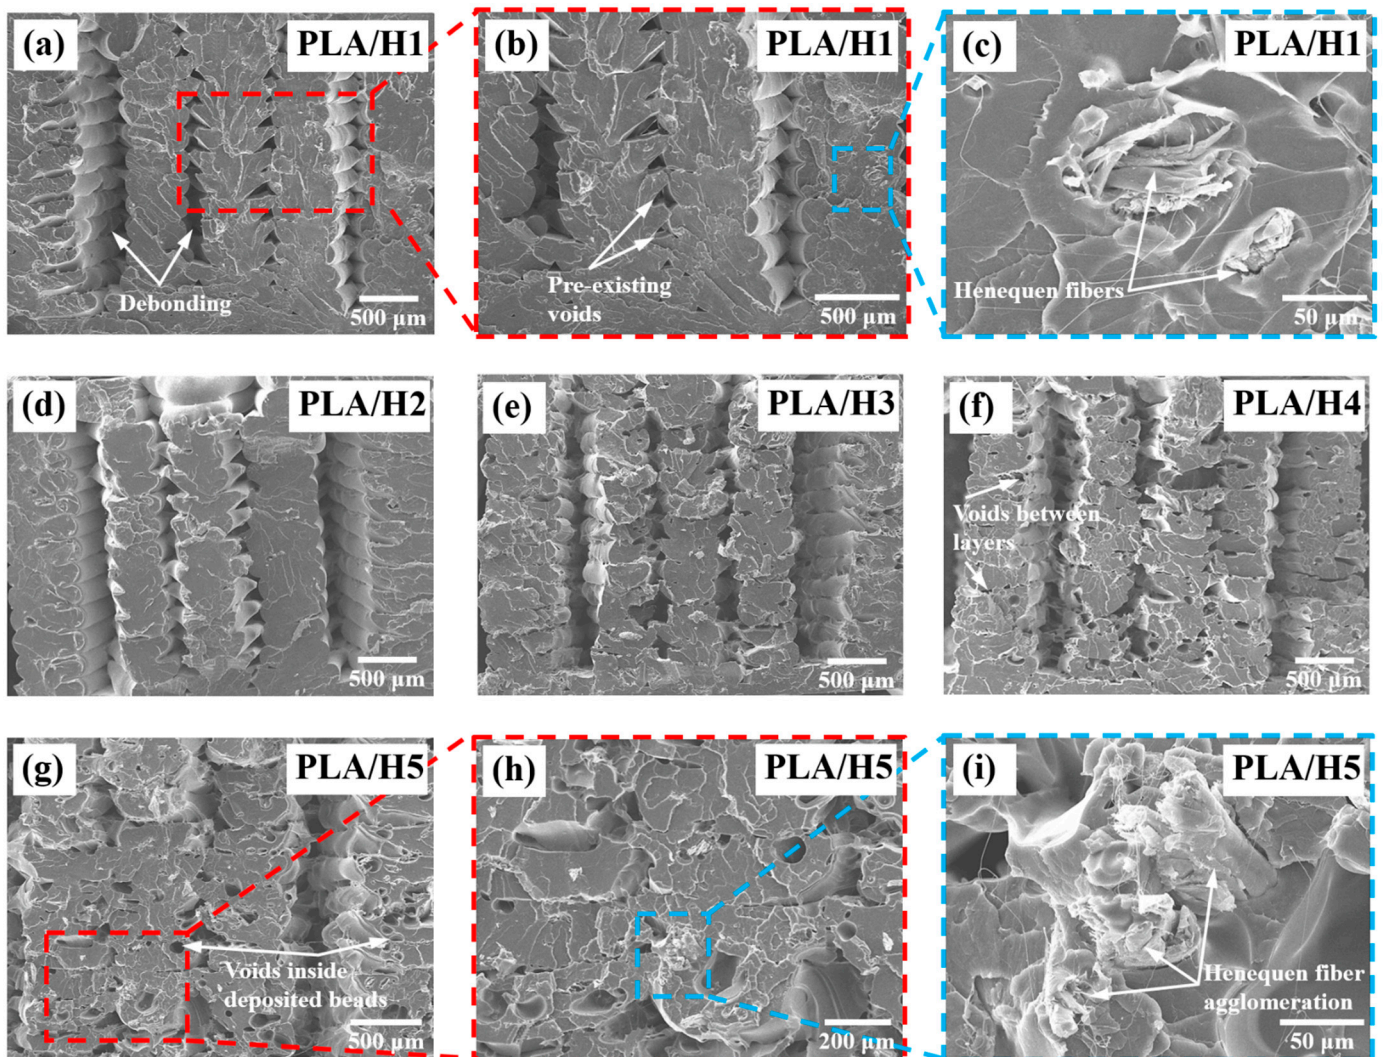 (a) PLA/H1
Debonding
500 µm
(b) PLA/H1
Pre-existing
voids
500 µm
(c) PLA/H1
Henequen fibers
50 µm
(d) PLA/H2
500 µm
(e) PLA/H3
500 µm
(f) PLA/H4
Voids between
layers
500 µm
(g) PLA/H5
Voids inside
deposited beads
500 µm
(h) PLA/H5
200 µm
(i) PLA/H5
Henequen fiber
agglomeration
50 µm